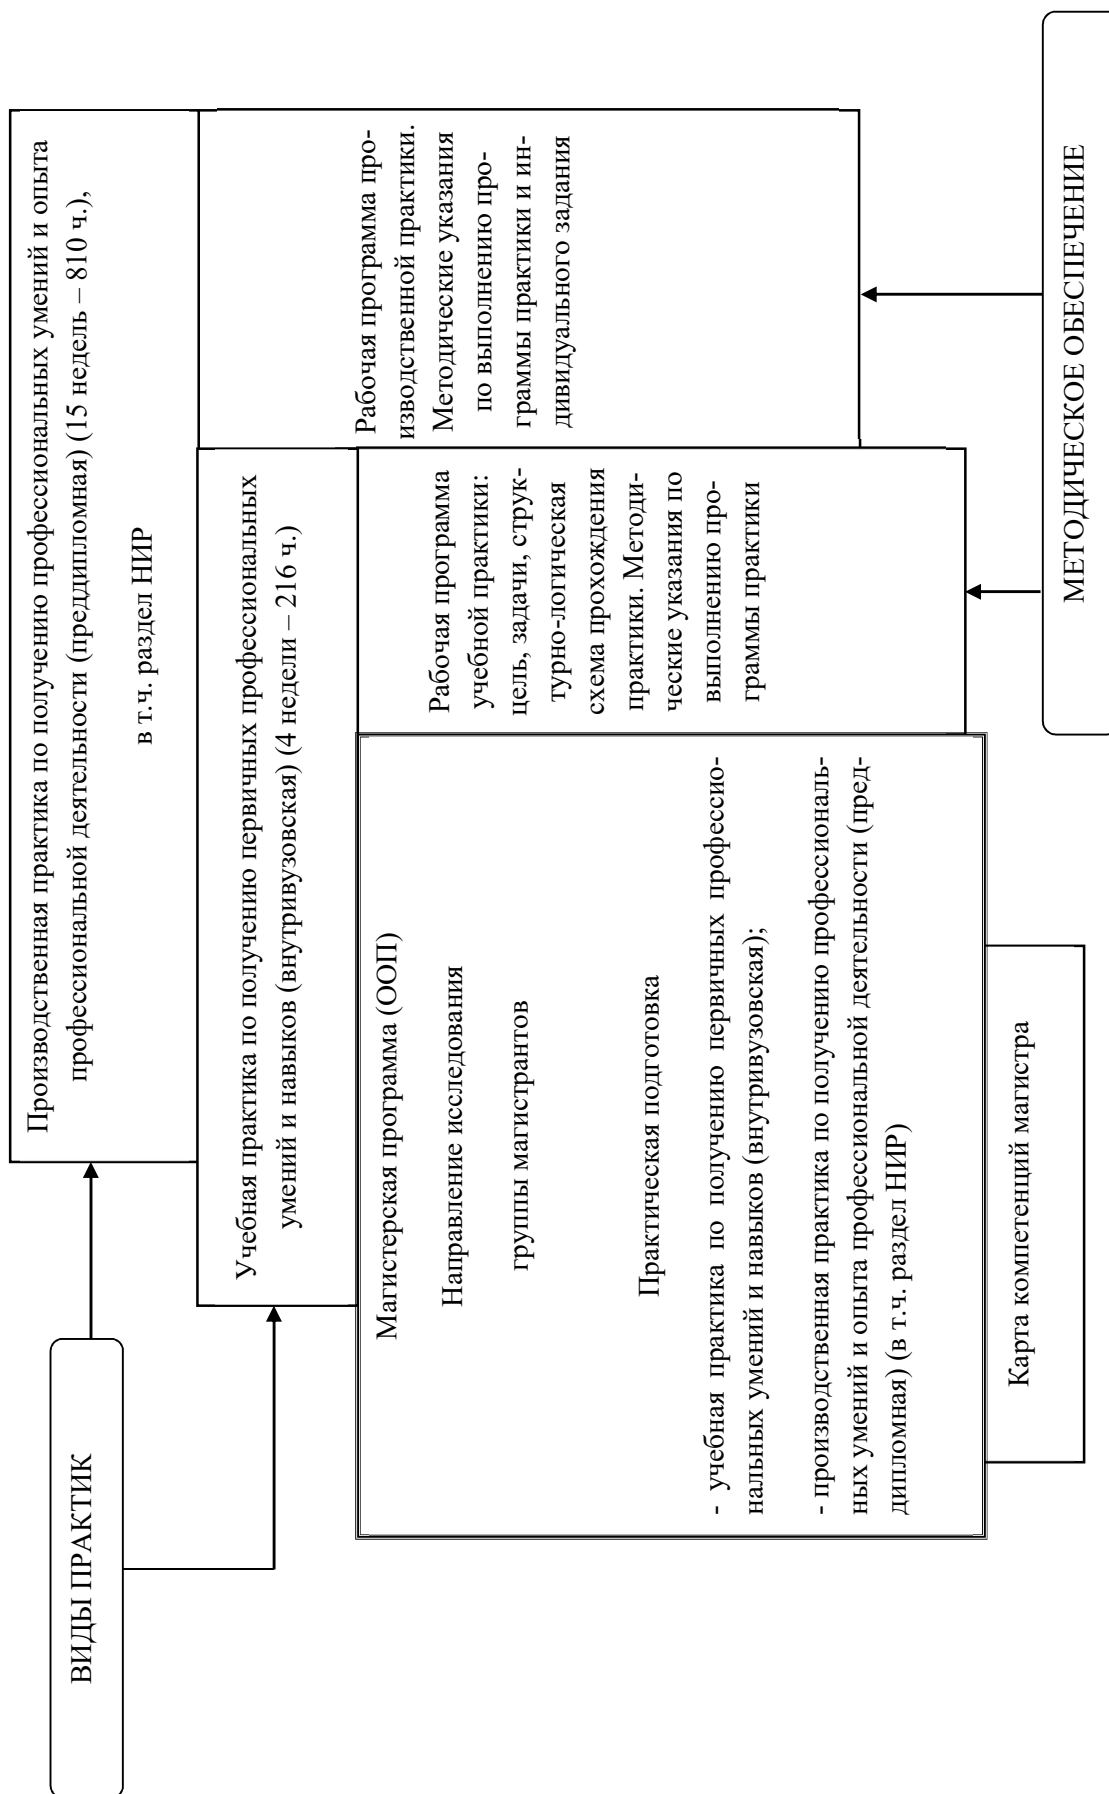 ВИДЫ ПРАКТИК
Производственная практика по получению профессиональных умений и опыта
профессиональной деятельности (преддипломная) (15 недель – 810 ч.),
в т.ч. раздел НИР
Учебная практика по получению первичных профессиональных
умений и навыков (внутривузовская) (4 недели – 216 ч.)
Магистерская программа (ООП)
Направление исследования
группы магистрантов
Практическая подготовка
- учебная практика по получению первичных профессио-
нальных умений и навыков (внутривузовская);
- производственная практика по получению профессиональ-
ных умений и опыта профессиональной деятельности (пред-
дипломная) (в т.ч. раздел НИР)
Рабочая программа
учебной практики:
цель, задачи, струк-
турно-логическая
схема прохождения
практики. Методи-
ческие указания по
выполнению про-
граммы практики
Рабочая программа про-
изводственной практики.
Методические указания
по выполнению про-
граммы практики и ин-
дивидуального задания
Карта компетенций магистра
МЕТОДИЧЕСКОЕ ОБЕСПЕЧЕНИЕ